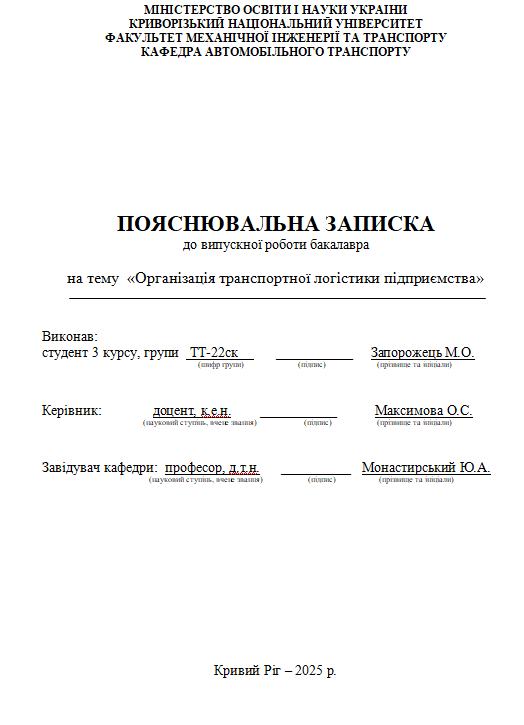 МІНІСТЕРСТВО ОСВІТИ І НАУКИ УКРАЇНИ
КРИВОРІЗЬКИЙ НАЦІОНАЛЬНИЙ УНІВЕРСИТЕТ
ФАКУЛЬТЕТ МЕХАНІЧНОЇ ІНЖЕНЕРІЇ ТА ТРАНСПОРТУ
КАФЕДРА АВТОМОБІЛЬНОГО ТРАНСПОРТУ
ПОЯСНЮВАЛЬНА ЗАПИСКА
до випускної роботи бакалавра
на тему «Організація транспортної логістики підприємства»
Виконав:
студент 3 курсу, групи ТТ-22ск ___________ Запорожець М.О.
(шифр групи) (підпис) (прізвище та ініціали)
Керівник: доцент, к.е.н. ___________ Максимова О.С.
(науковий ступінь, вчене звання) (підпис) (прізвище та ініціали)
Завідувач кафедри: професор, д.т.н. __________ Монастирський Ю.А.
(науковий ступінь, вчене звання) (підпис) (прізвище та ініціали)
Кривий Ріг – 2025 р.